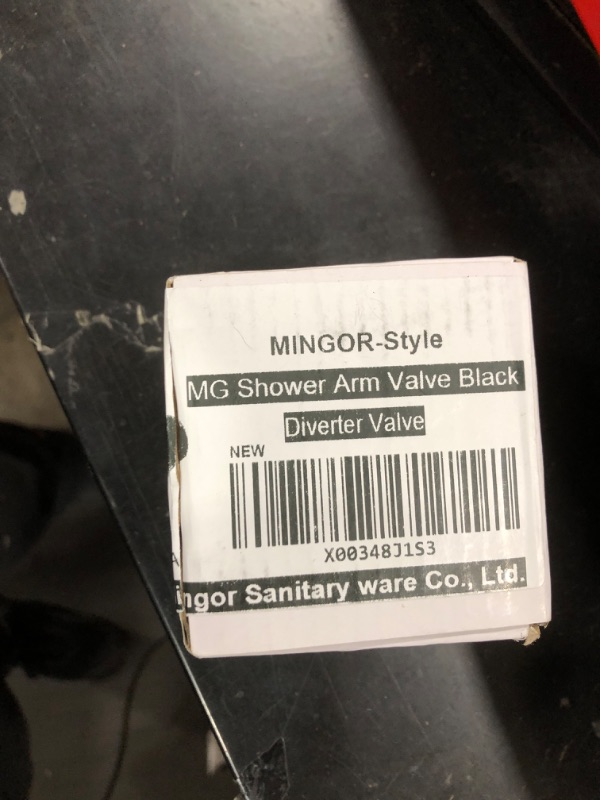 MINGOR-Style
MG Shower Arm Valve Black
Diverter Valve
NEW
X00348J1S3
ingor Sanitary ware Co., Ltd.